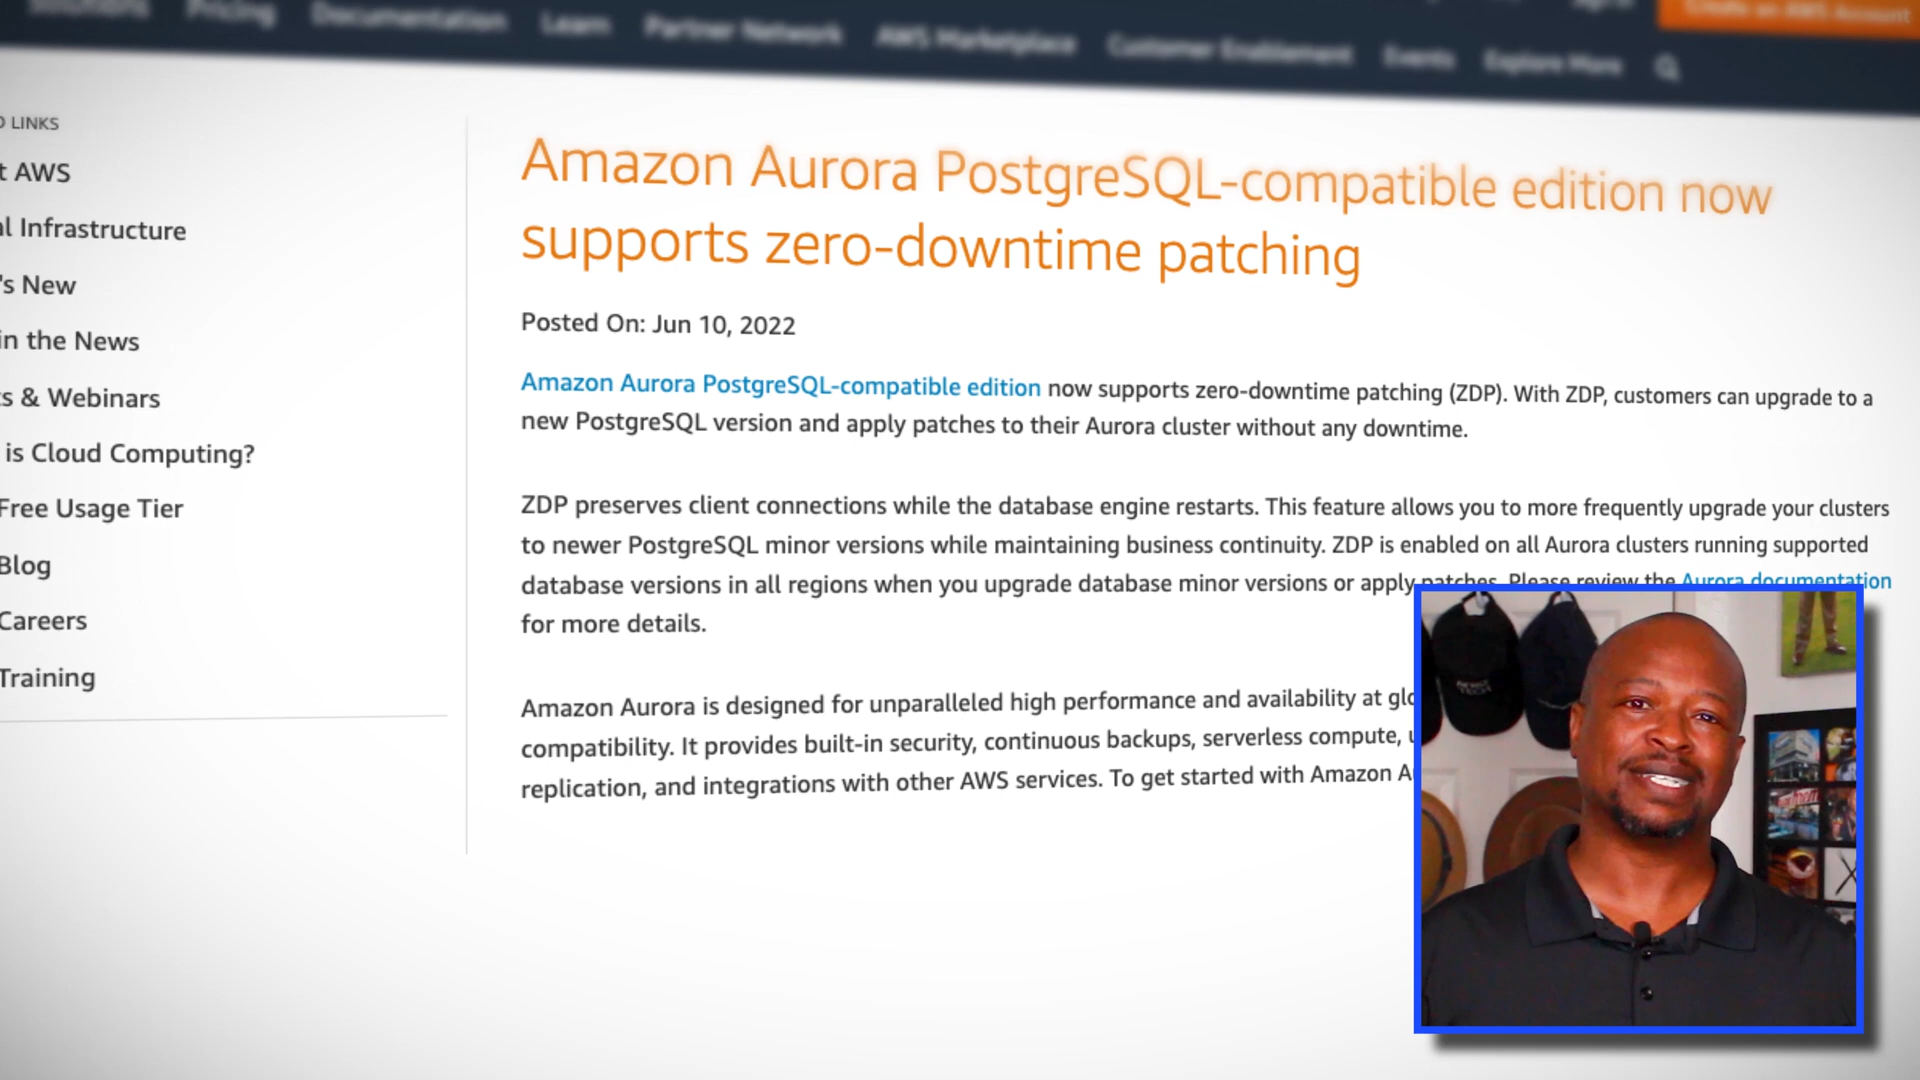 Solutions Pricing Documentation Learn Partner Network AWS Marketplace Customer Enablement Events Explore More
Create an AWS Account
LINKS
t AWS
l Infrastructure
's New
in the News
s & Webinars
is Cloud Computing?
Free Usage Tier
Blog
Careers
Training
Amazon Aurora PostgreSQL-compatible edition now
supports zero-downtime patching
Posted On: Jun 10, 2022
Amazon Aurora PostgreSQL-compatible edition now supports zero-downtime patching (ZDP). With ZDP, customers can upgrade to a
new PostgreSQL version and apply patches to their Aurora cluster without any downtime.
ZDP preserves client connections while the database engine restarts. This feature allows you to more frequently upgrade your clusters
to newer PostgreSQL minor versions while maintaining business continuity. ZDP is enabled on all Aurora clusters running supported
database versions in all regions when you upgrade database minor versions or apply patches. Please review the Aurora documentation
for more details.
Amazon Aurora is designed for unparalleled high performance and availability at glo
compatibility. It provides built-in security, continuous backups, serverless compute,
replication, and integrations with other AWS services. To get started with Amazon A